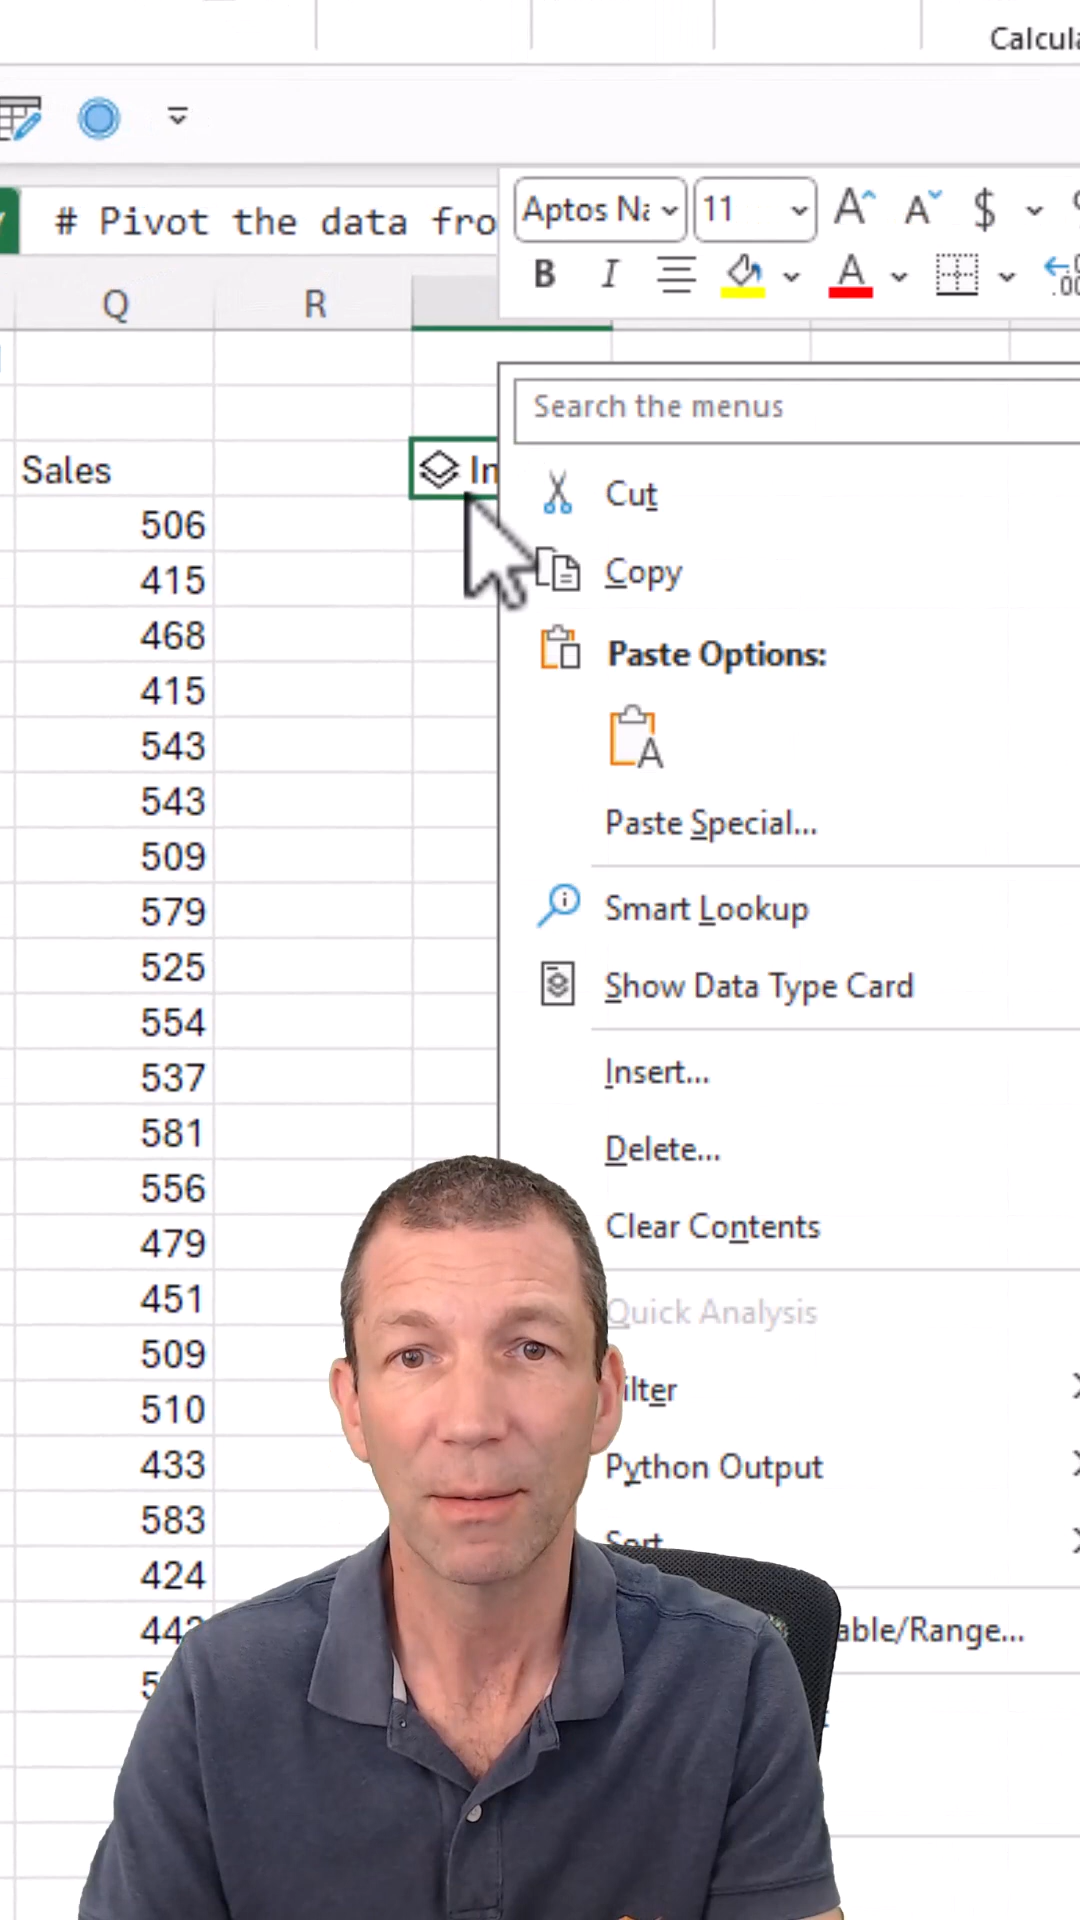 # Pivot the data fro
Aptos Na
11
A
A
$
B
I
A
Q
R
Search the menus
Sales
506
415
468
415
543
543
509
579
525
554
537
581
556
479
451
509
510
433
583
424
Cut
Copy
Paste Options:
A
Paste Special...
Smart Lookup
Show Data Type Card
Insert...
Delete...
Clear Contents
Quick Analysis
ilter
Python Output
Sort
able/Range...